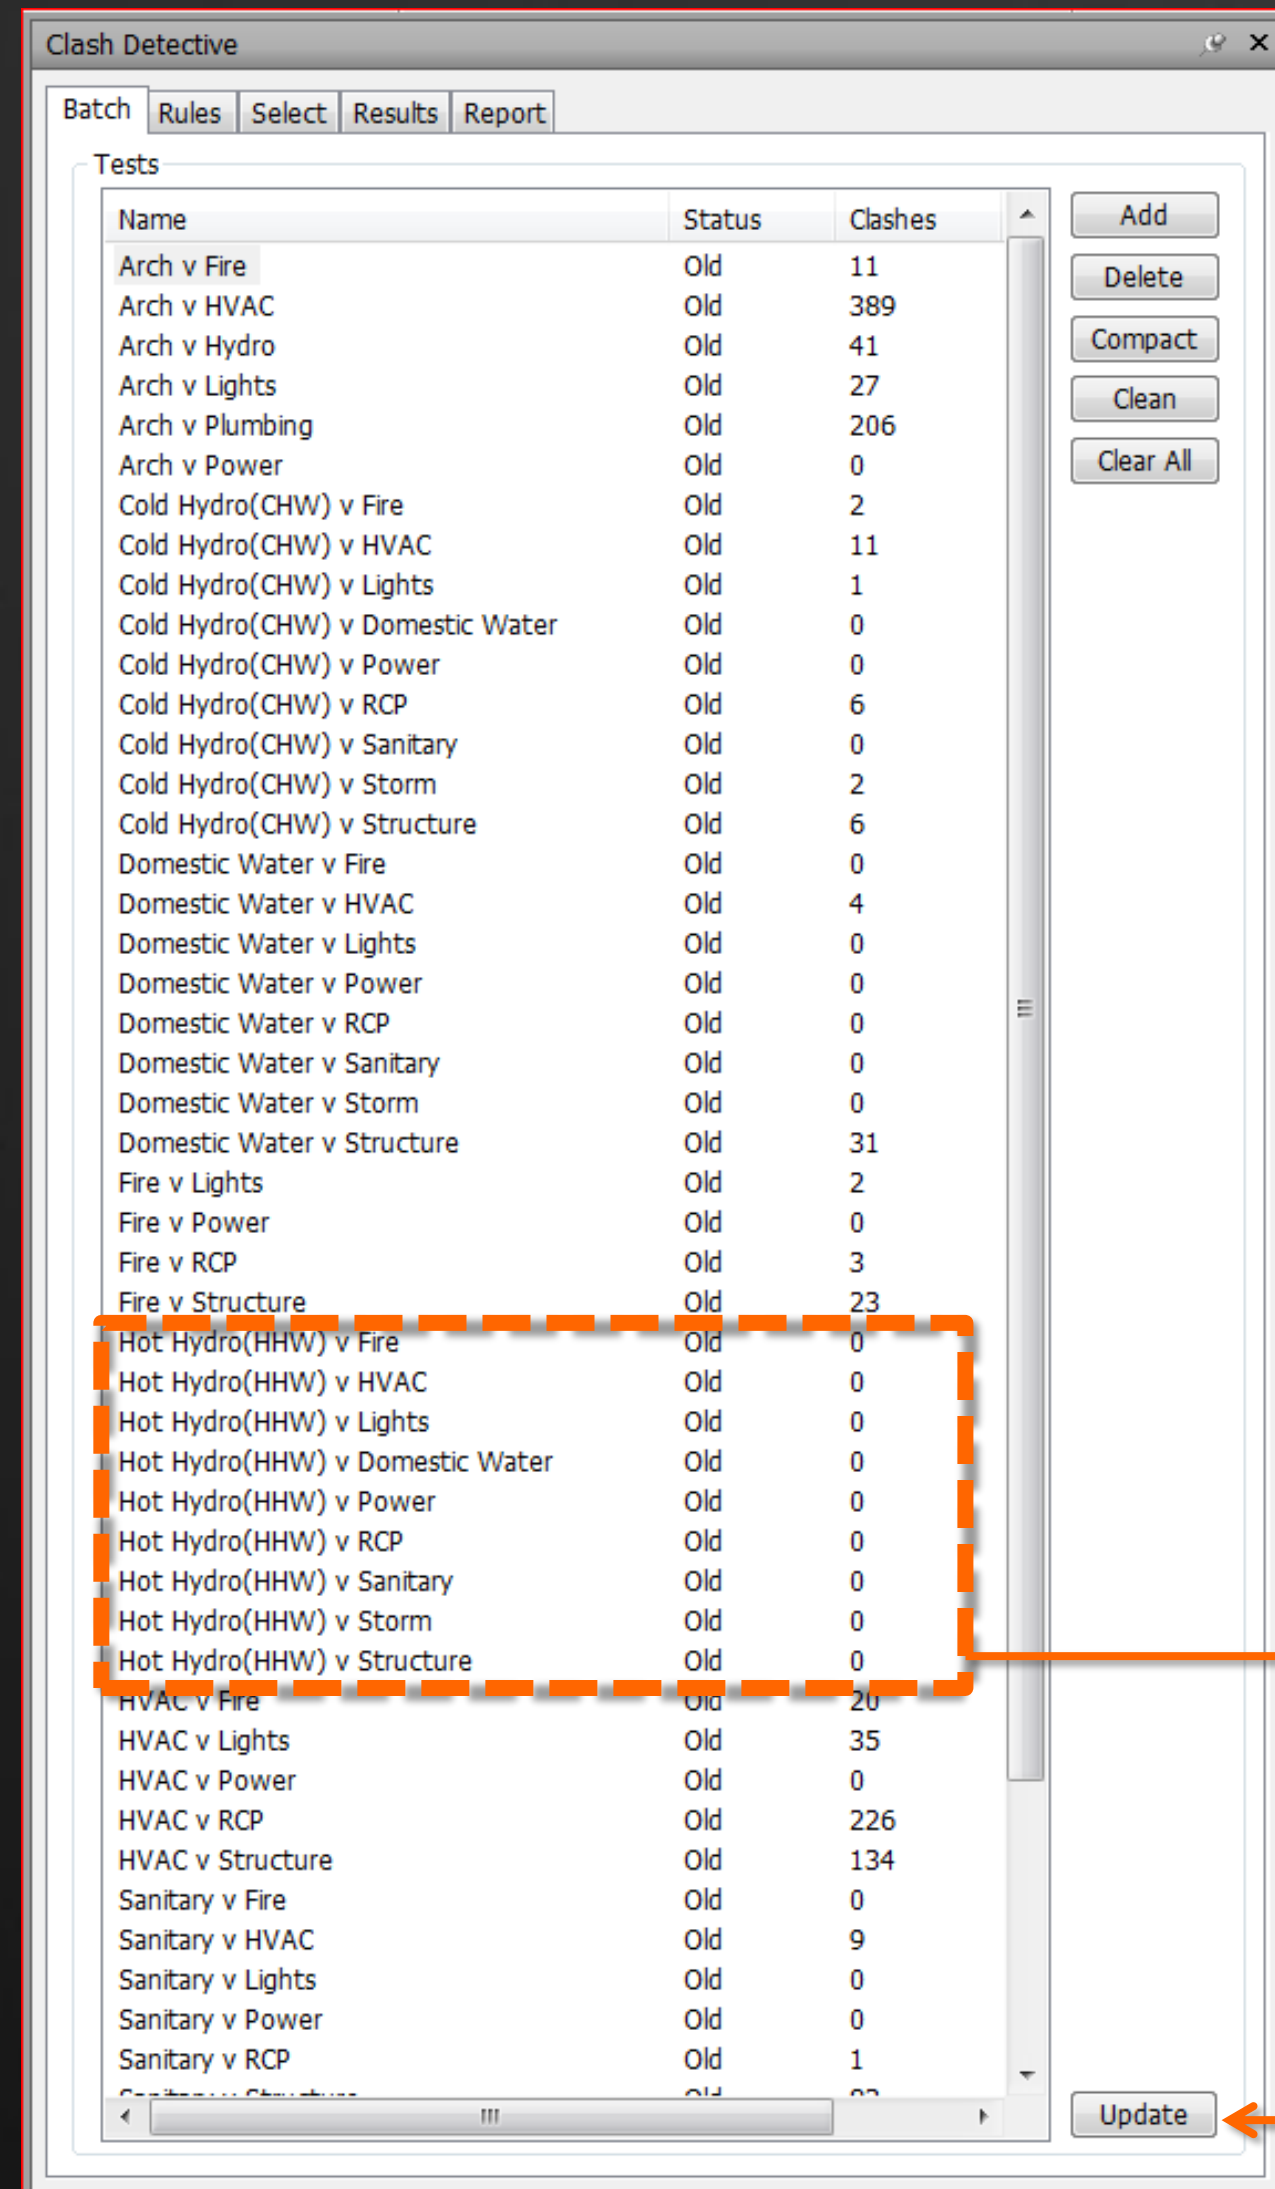 Clash Detective
Batch Rules Select Results Report
Tests
Name Status Clashes
Add
Arch v Fire Old 11
Delete
Arch v HVAC Old 389
Arch v Hydro Old 41
Compact
Arch v Lights Old 27
Clean
Arch v Plumbing Old 206
Arch v Power Old 0
Clear All
Cold Hydro(CHW) v Fire Old 2
Cold Hydro(CHW) v HVAC Old 11
Cold Hydro(CHW) v Lights Old 1
Cold Hydro(CHW) v Domestic Water Old 0
Cold Hydro(CHW) v Power Old 0
Cold Hydro(CHW) v RCP Old 6
Cold Hydro(CHW) v Sanitary Old 0
Cold Hydro(CHW) v Storm Old 2
Cold Hydro(CHW) v Structure Old 6
Domestic Water v Fire Old 0
Domestic Water v HVAC Old 4
Domestic Water v Lights Old 0
Domestic Water v Power Old 0
Domestic Water v RCP Old 0
Domestic Water v Sanitary Old 0
Domestic Water v Storm Old 0
Domestic Water v Structure Old 31
Fire v Lights Old 2
Fire v Power Old 0
Fire v RCP Old 3
Fire v Structure Old 23
Hot Hydro(HHW) v Fire Old 0
Hot Hydro(HHW) v HVAC Old 0
Hot Hydro(HHW) v Lights Old 0
Hot Hydro(HHW) v Domestic Water Old 0
Hot Hydro(HHW) v Power Old 0
Hot Hydro(HHW) v RCP Old 0
Hot Hydro(HHW) v Sanitary Old 0
Hot Hydro(HHW) v Storm Old 0
Hot Hydro(HHW) v Structure Old 0
HVAC v Fire Old 20
HVAC v Lights Old 35
HVAC v Power Old 0
HVAC v RCP Old 226
HVAC v Structure Old 134
Sanitary v Fire Old 0
Sanitary v HVAC Old 9
Sanitary v Lights Old 0
Sanitary v Power Old 0
Sanitary v RCP Old 1
Sanitary v Structure Old
Update